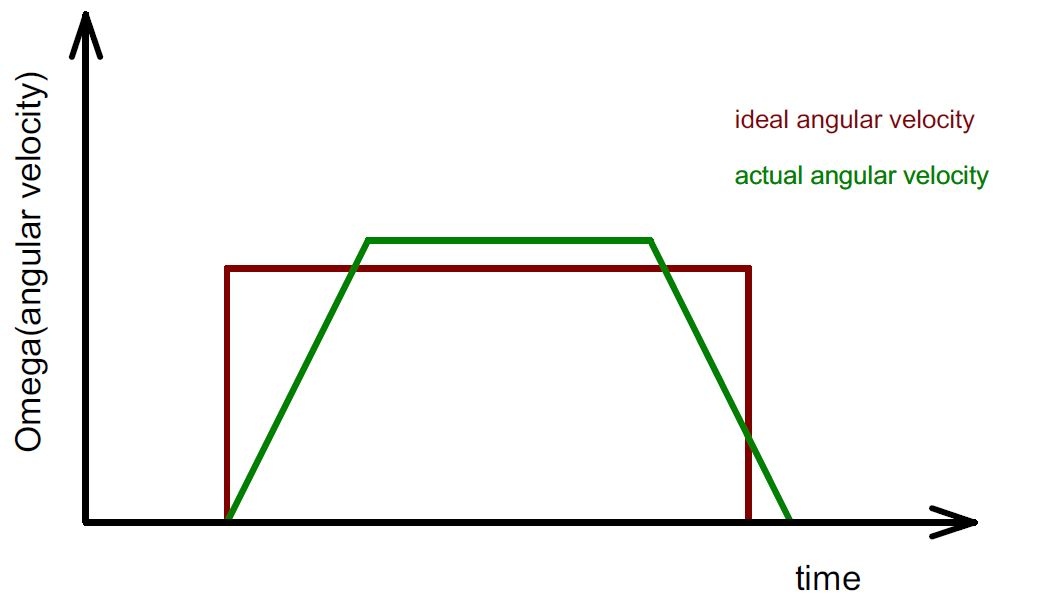 Omega(angular velocity)
ideal angular velocity
actual angular velocity
time